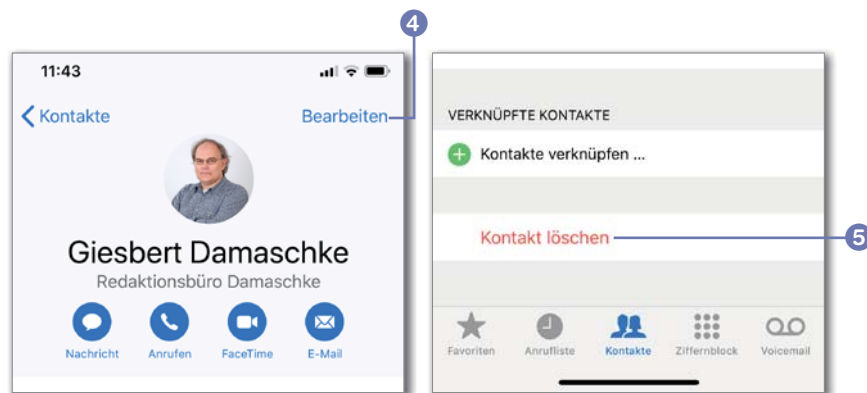 4
11:43
Kontakte Bearbeiten
Giesbert Damaschke
Redaktionsbüro Damaschke
Nachricht Anrufen FaceTime E-Mail
VERKNÜPFTE KONTAKTE
Kontakte verknüpfen ...
Kontakt löschen
5
Favoriten Anrufliste Kontakte Ziffernblock Voicemail